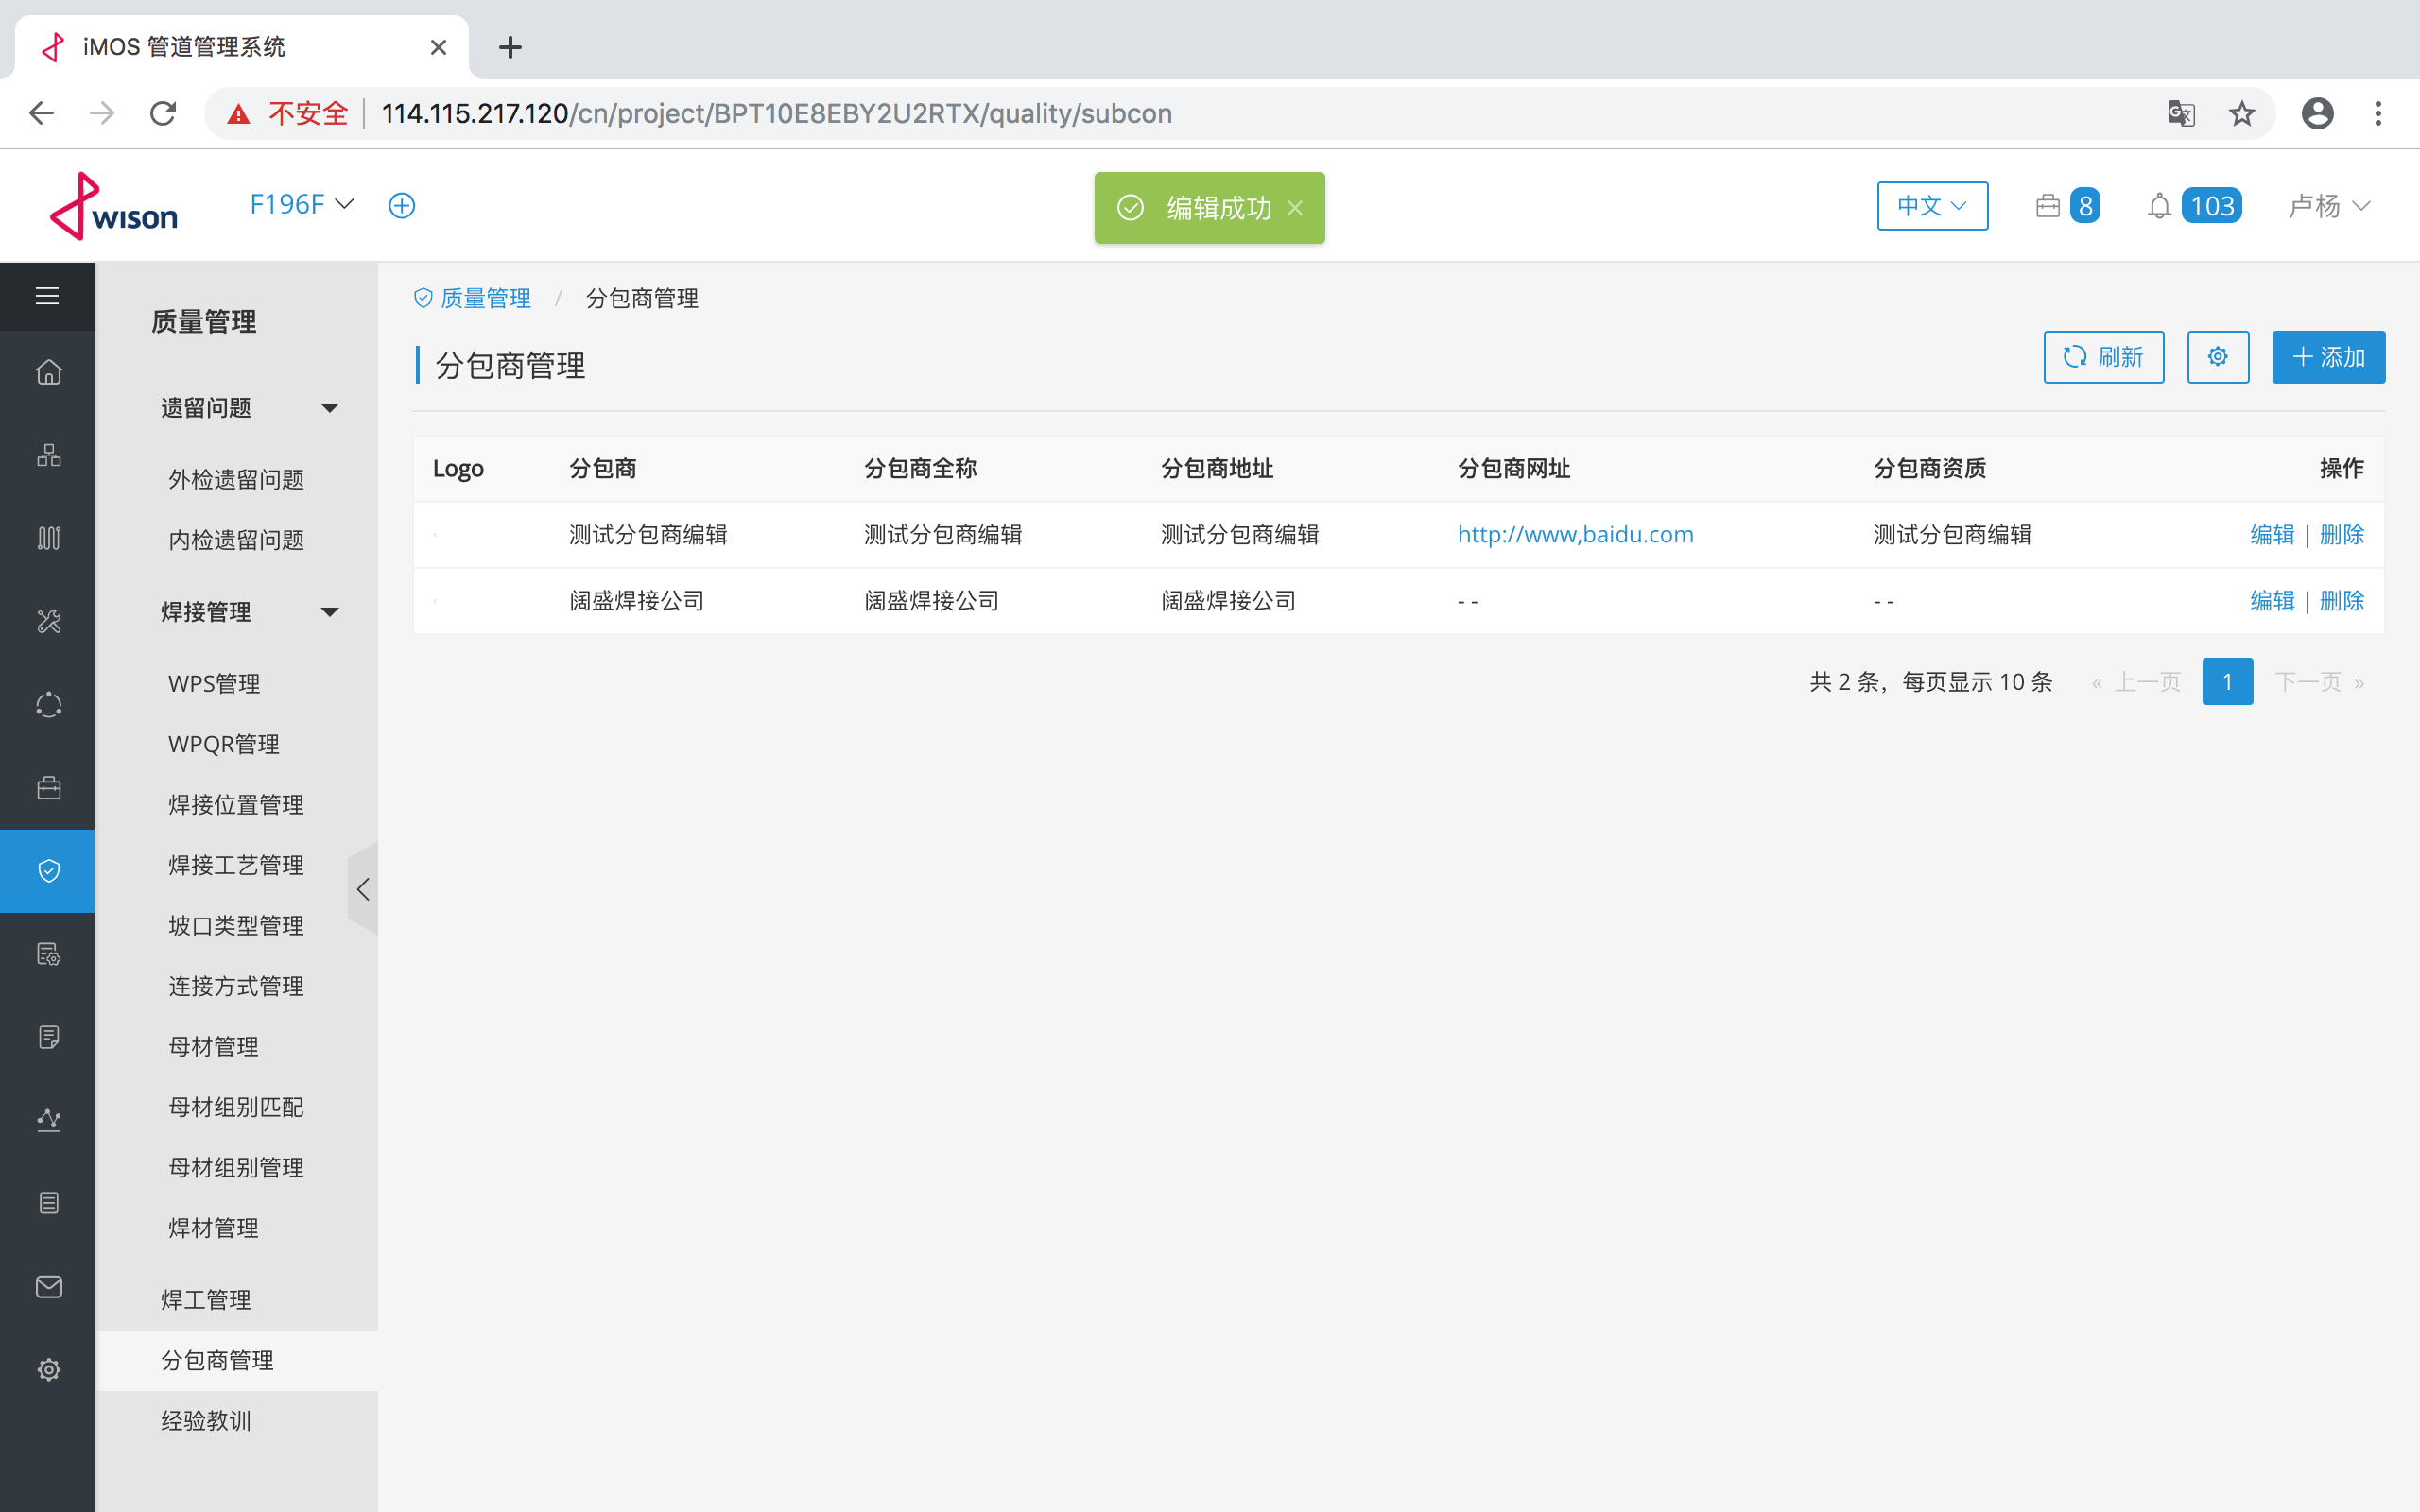 iMOS 管道管理系统
不安全 114.115.217.120/cn/project/BPT10E8EBY2U2RTX/quality/subcon
wison
F196F
编辑成功
中文
8
103
卢杨
质量管理
遗留问题
外检遗留问题
内检遗留问题
焊接管理
WPS管理
WPQR管理
焊接位置管理
焊接工艺管理
坡口类型管理
连接方式管理
母材管理
母材组别匹配
母材组别管理
焊材管理
焊工管理
分包商管理
经验教训
质量管理 / 分包商管理
分包商管理
刷新
添加
Logo 分包商 分包商全称 分包商地址 分包商网址 分包商资质 操作
测试分包商编辑 测试分包商编辑 测试分包商编辑 http://www,baidu.com 测试分包商编辑 编辑 | 删除
阔盛焊接公司 阔盛焊接公司 阔盛焊接公司 - - - - 编辑 | 删除
共 2 条，每页显示 10 条 « 上一页 1 下一页 »